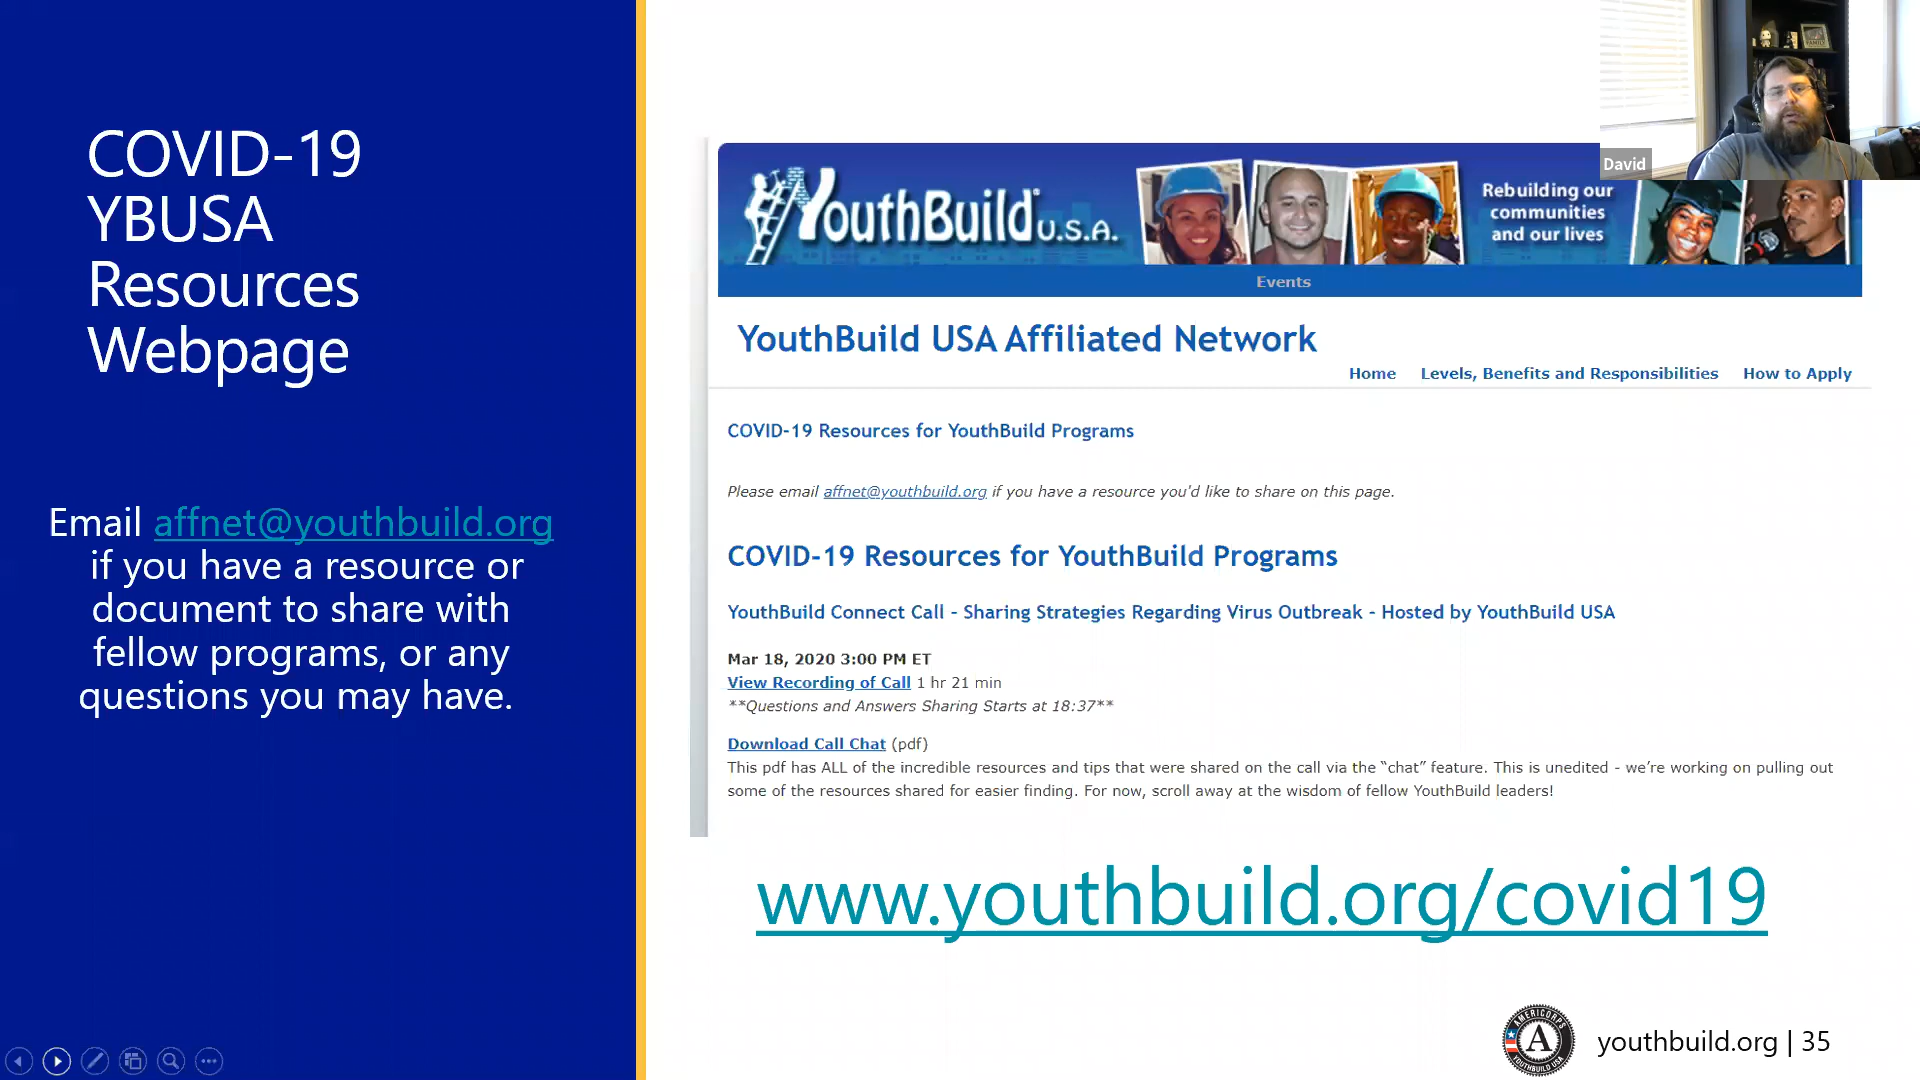 COVID-19
YBUSA
Resources
Webpage
Email affnet@youthbuild.org
if you have a resource or
document to share with
fellow programs, or any
questions you may have.
David
YouthBuild U.S.A.
Rebuilding our
communities
and our lives
Events
YouthBuild USA Affiliated Network
Home Levels, Benefits and Responsibilities How to Apply
COVID-19 Resources for YouthBuild Programs
Please email affnet@youthbuild.org if you have a resource you'd like to share on this page.
COVID-19 Resources for YouthBuild Programs
YouthBuild Connect Call - Sharing Strategies Regarding Virus Outbreak - Hosted by YouthBuild USA
Mar 18, 2020 3:00 PM ET
View Recording of Call 1 hr 21 min
**Questions and Answers Sharing Starts at 18:37**
Download Call Chat (pdf)
This pdf has ALL of the incredible resources and tips that were shared on the call via the “chat” feature. This is unedited - we’re working on pulling out
some of the resources shared for easier finding. For now, scroll away at the wisdom of fellow YouthBuild leaders!
www.youthbuild.org/covid19
AMERICORPS
A
YOUTHBUILD USA
youthbuild.org | 35